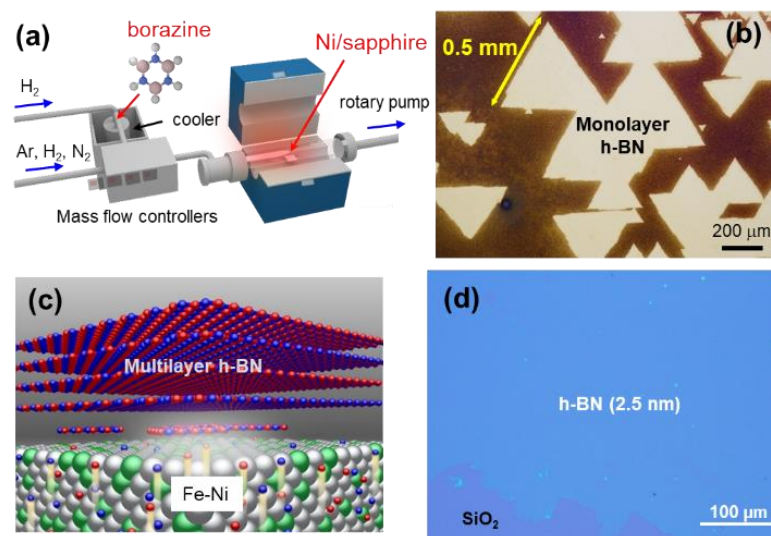 (a)
borazine
Ni/sapphire
H₂
rotary pump
cooler
Ar, H₂, N₂
Mass flow controllers
(b)
0.5 mm
Monolayer
h-BN
200 μm
(c)
Multilayer h-BN
Fe-Ni
(d)
h-BN (2.5 nm)
SiO₂
100 μm